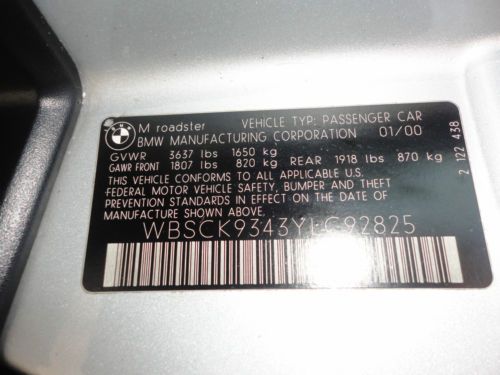 BMW
M roadster VEHICLE TYP: PASSENGER CAR
BMW MANUFACTURING CORPORATION 01/00
GVWR 3637 lbs 1650 kg
GAWR FRONT 1807 lbs 820 kg REAR 1918 lbs 870 kg
THIS VEHICLE CONFORMS TO ALL APPLICABLE U.S.
FEDERAL MOTOR VEHICLE SAFETY, BUMPER AND THEFT
PREVENTION STANDARDS IN EFFECT ON THE DATE OF
MANUFACTURE SHOWN ABOVE.
WBSCK9343YLC92825
2 122 438